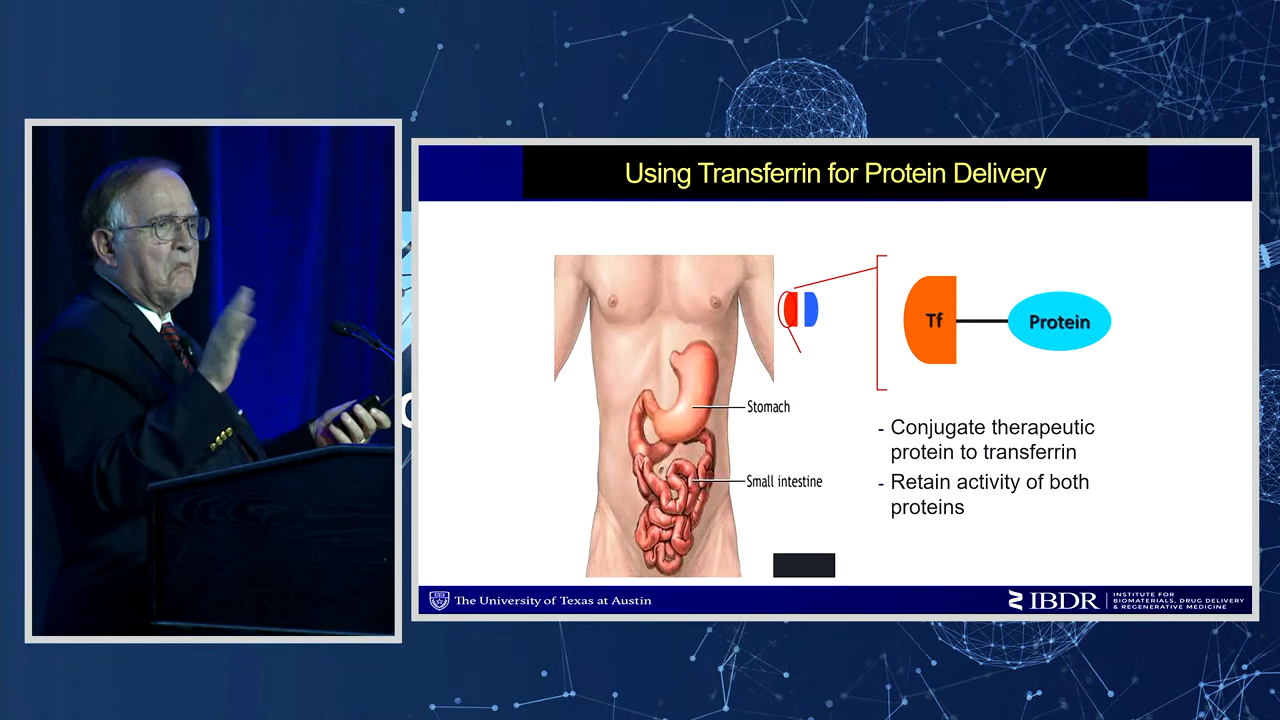 Using Transferrin for Protein Delivery
Tf
Protein
Stomach
Small intestine
- Conjugate therapeutic
protein to transferrin
- Retain activity of both
proteins
The University of Texas at Austin
IBDR
INSTITUTE FOR
BIOMATERIALS, DRUG DELIVERY
& REGENERATIVE MEDICINE